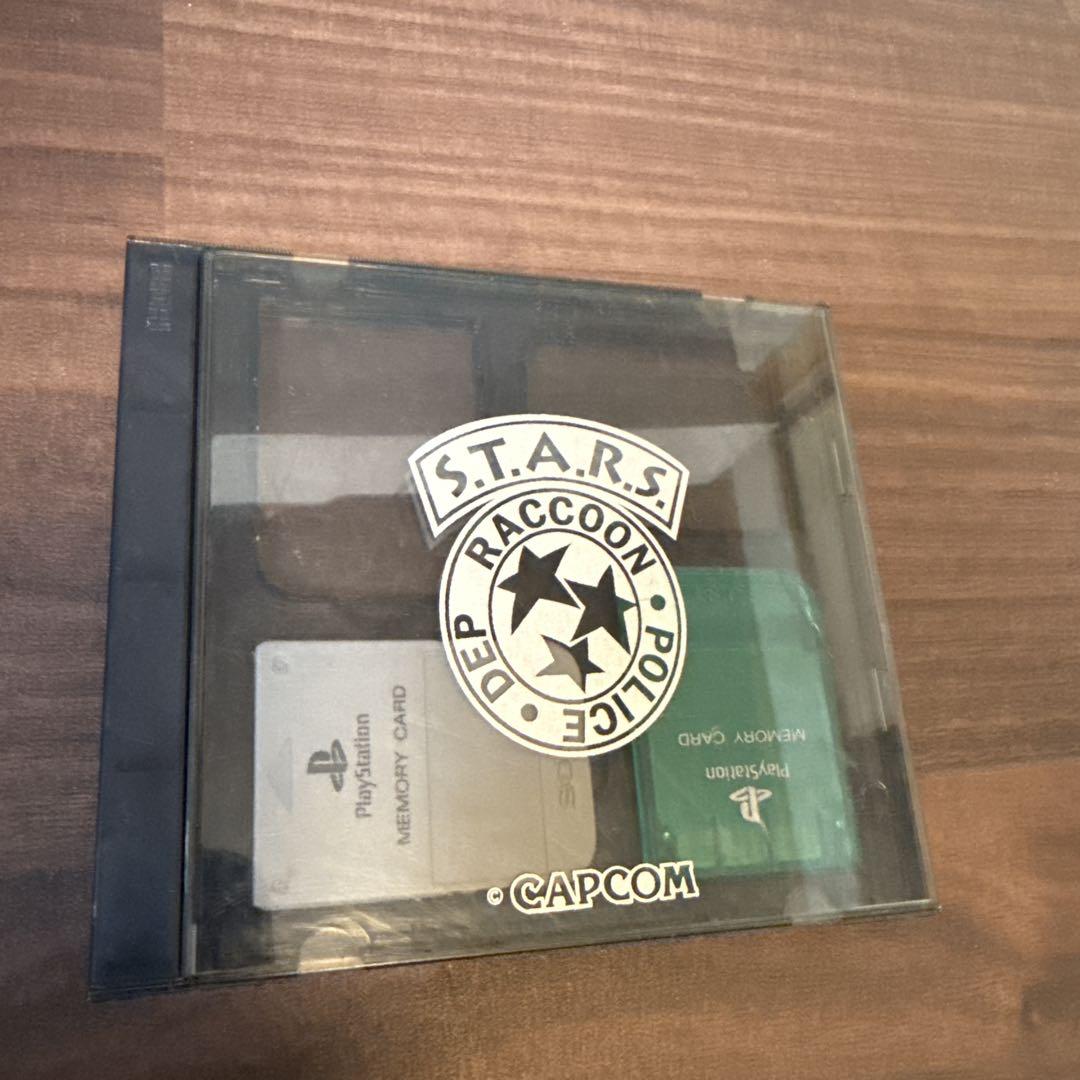 S.T.A.R.S.
RACCOON • POLICE • DEP
PlayStation
MEMORY CARD
MEMORY CARD
PlayStation
© CAPCOM